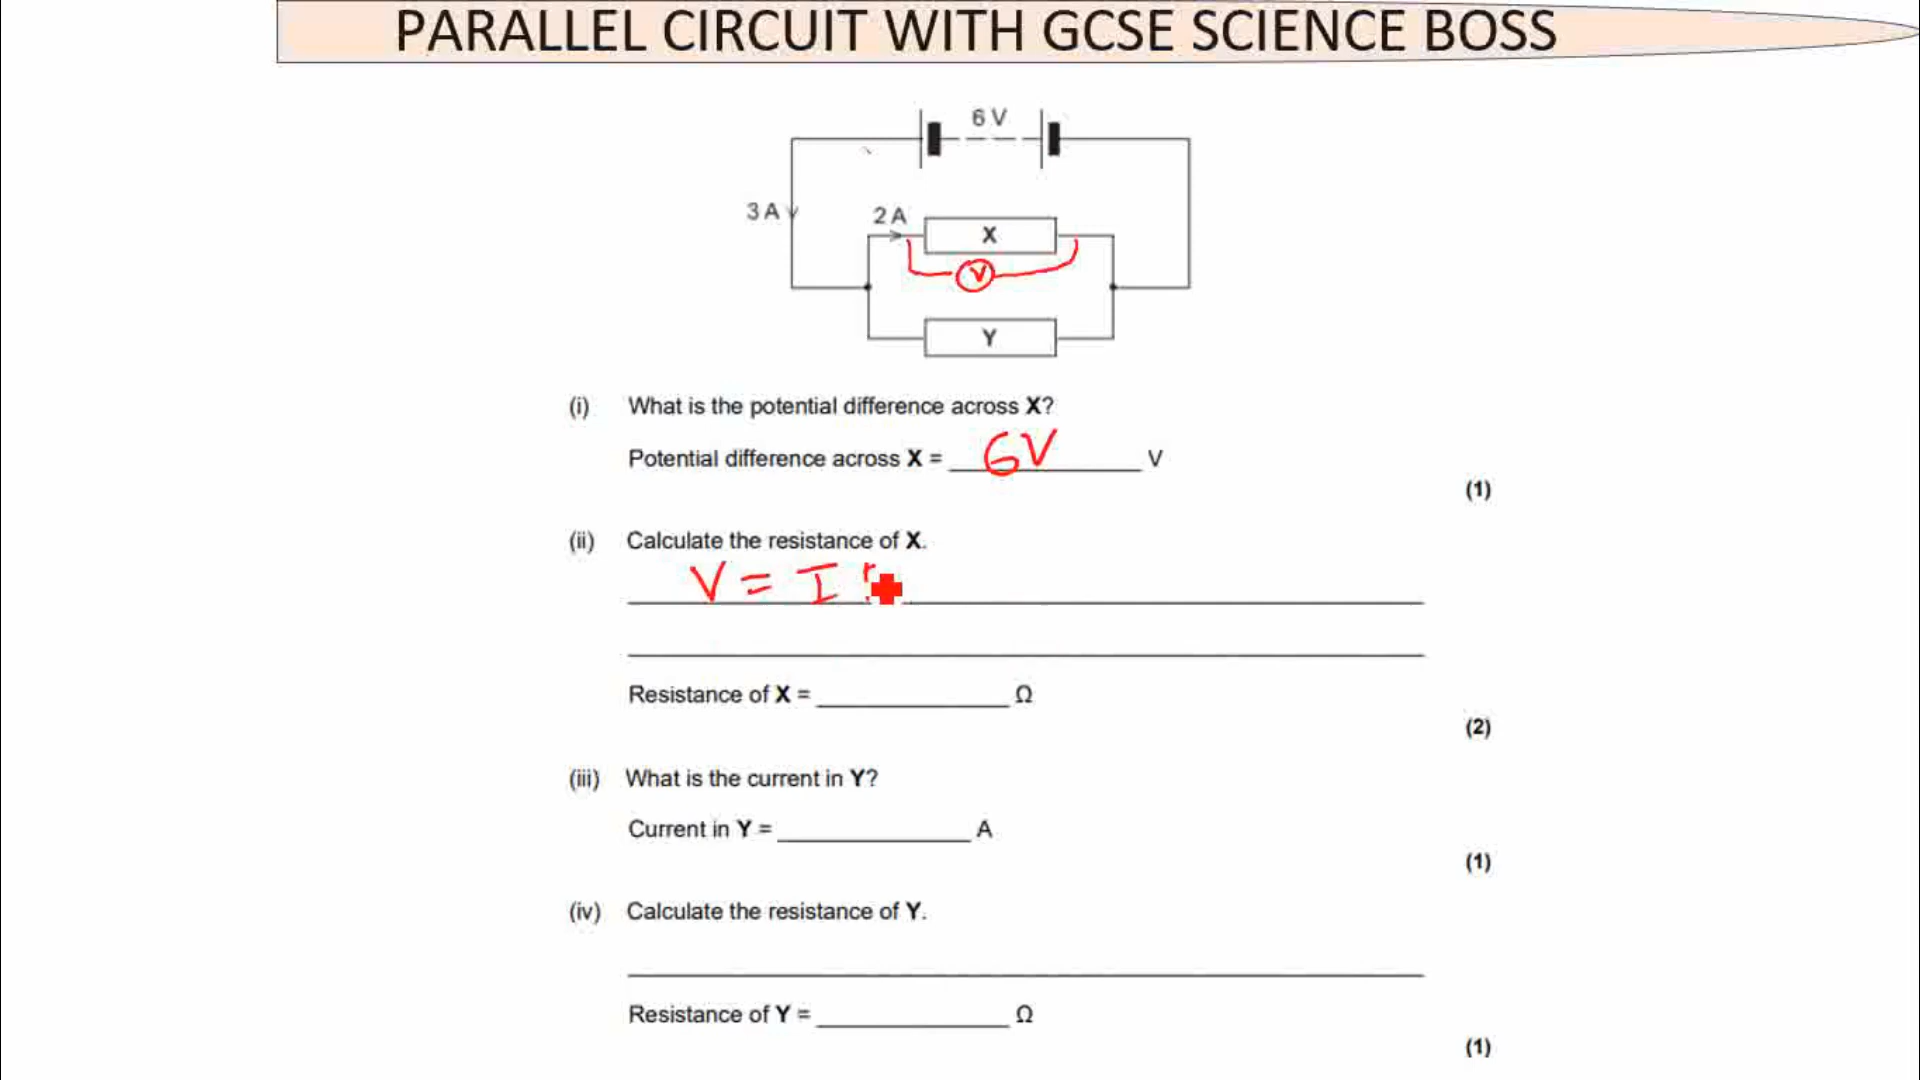 PARALLEL CIRCUIT WITH GCSE SCIENCE BOSS
6 V
3 A
2 A
X
V
Y
(i) What is the potential difference across X?
Potential difference across X = 6V V
(1)
(ii) Calculate the resistance of X.
V = I
Resistance of X = Ω
(2)
(iii) What is the current in Y?
Current in Y = A
(1)
(iv) Calculate the resistance of Y.
Resistance of Y = Ω
(1)